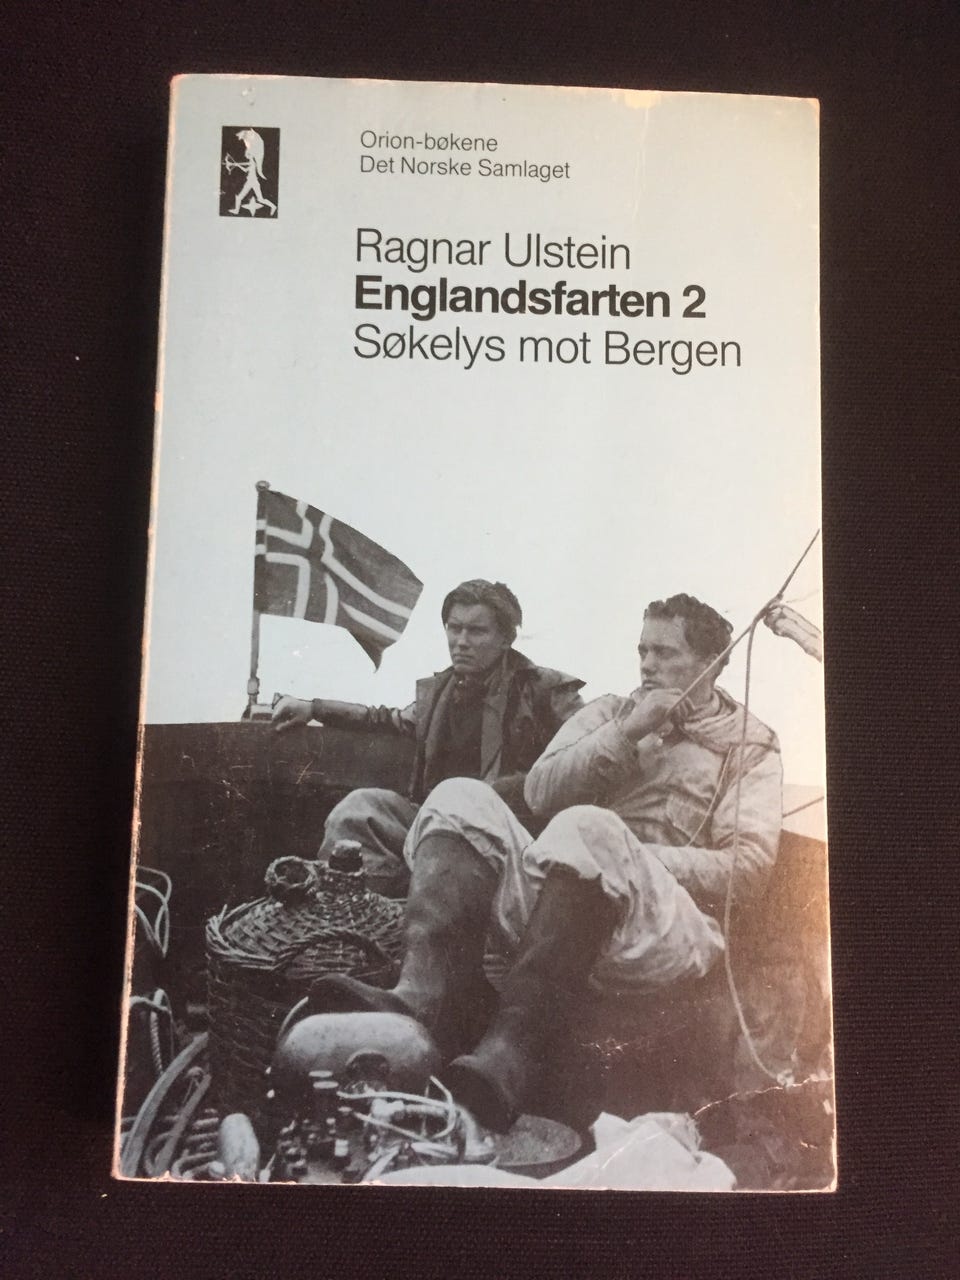 Orion-bøkene
Det Norske Samlaget
Ragnar Ulstein
Englandsfarten 2
Søkelys mot Bergen